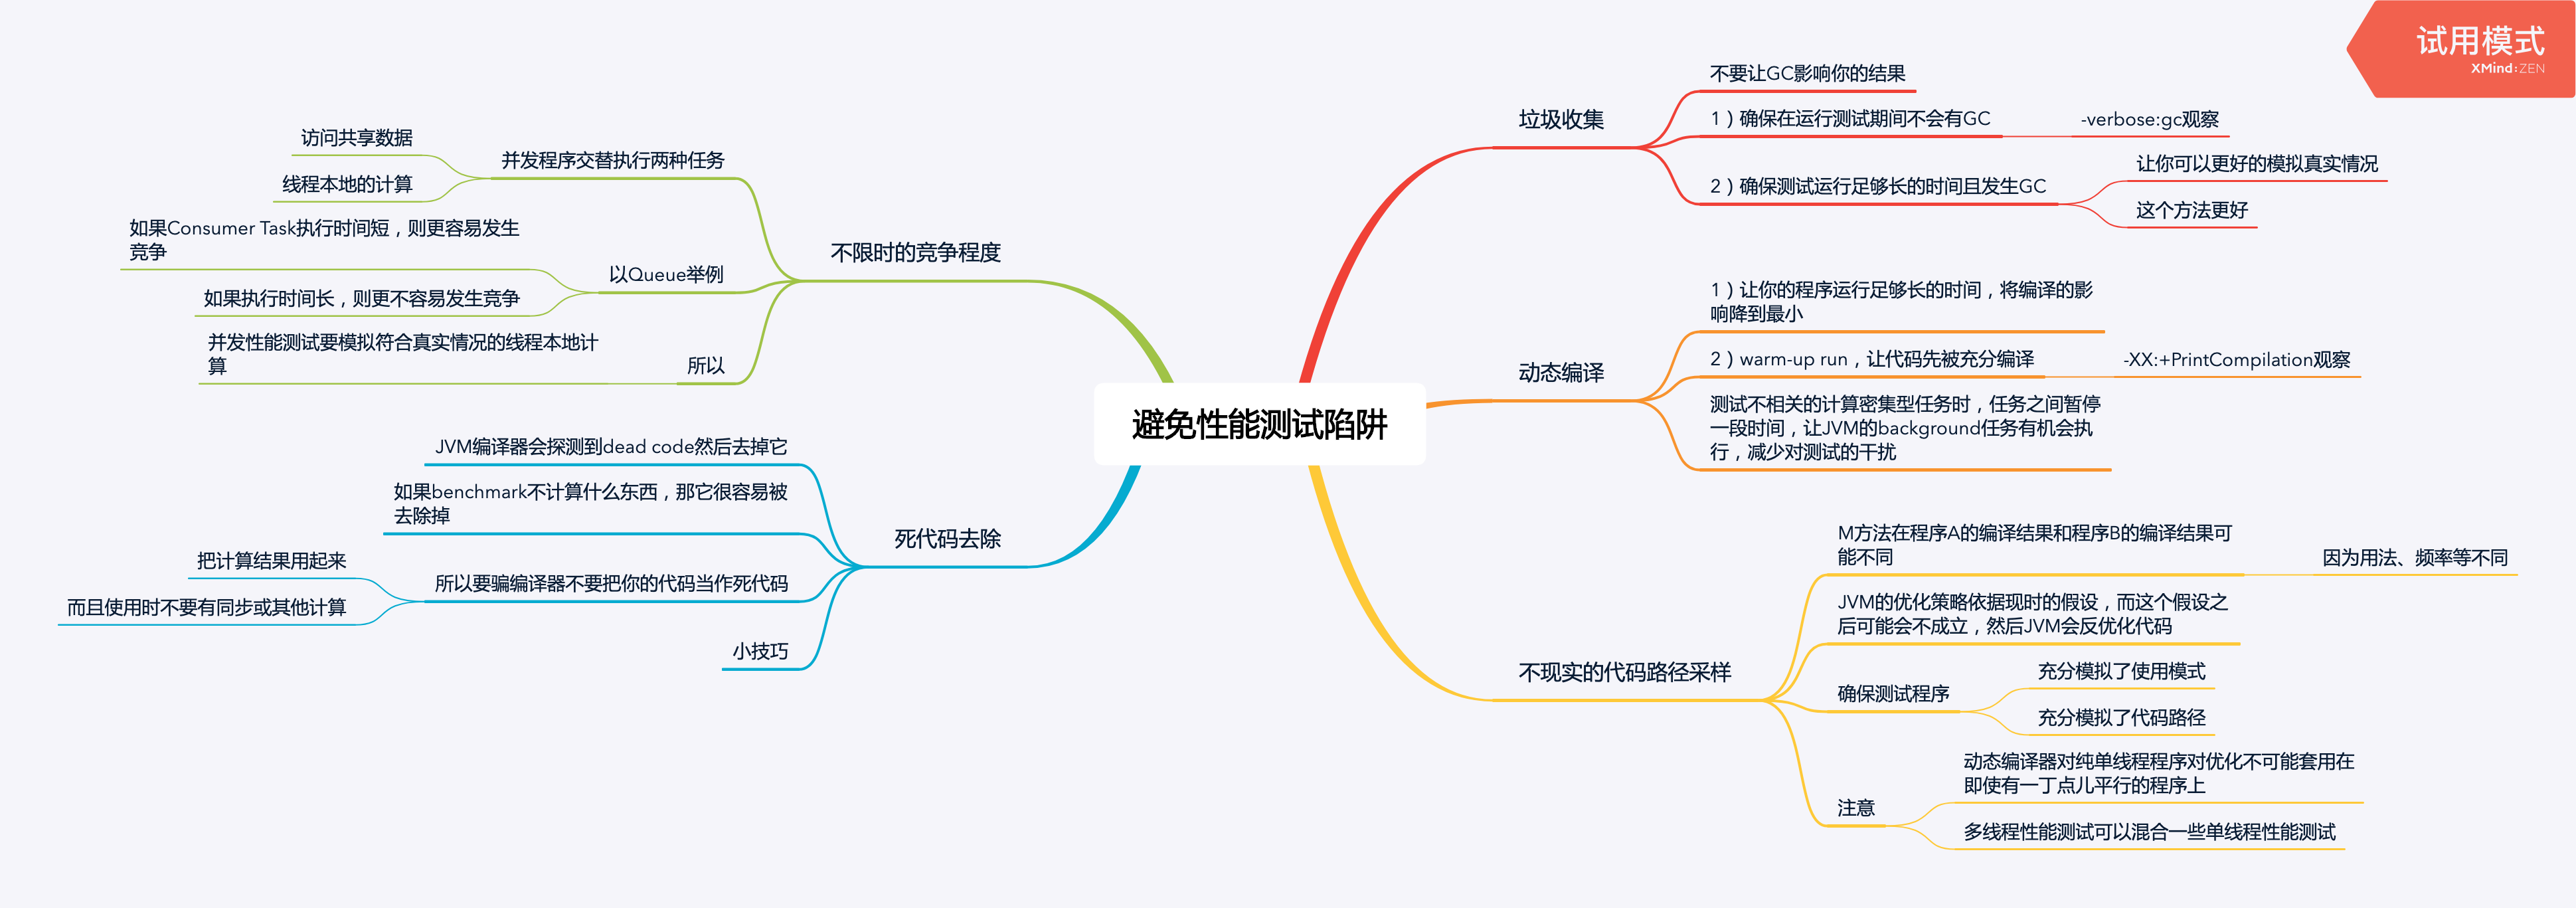 试用模式
XMind:ZEN
避免性能测试陷阱
垃圾收集
不要让GC影响你的结果
1）确保在运行测试期间不会有GC
-verbose:gc观察
2）确保测试运行足够长的时间且发生GC
让你可以更好的模拟真实情况
这个方法更好
动态编译
1）让你的程序运行足够长的时间，将编译的影
响降到最小
2）warm-up run，让代码先被充分编译
-XX:+PrintCompilation观察
测试不相关的计算密集型任务时，任务之间暂停
一段时间，让JVM的background任务有机会执
行，减少对测试的干扰
不现实的代码路径采样
M方法在程序A的编译结果和程序B的编译结果可
能不同
因为用法、频率等不同
JVM的优化策略依据现时的假设，而这个假设之
后可能会不成立，然后JVM会反优化代码
确保测试程序
充分模拟了使用模式
充分模拟了代码路径
注意
动态编译器对纯单线程程序对优化不可能套用在
即使有一丁点儿平行的程序上
多线程性能测试可以混合一些单线程性能测试
不限时的竞争程度
并发程序交替执行两种任务
访问共享数据
线程本地的计算
以Queue举例
如果Consumer Task执行时间短，则更容易发生
竞争
如果执行时间长，则更不容易发生竞争
所以
并发性能测试要模拟符合真实情况的线程本地计
算
死代码去除
JVM编译器会探测到dead code然后去掉它
如果benchmark不计算什么东西，那它很容易被
去除掉
所以要骗编译器不要把你的代码当作死代码
把计算结果用起来
而且使用时不要有同步或其他计算
小技巧